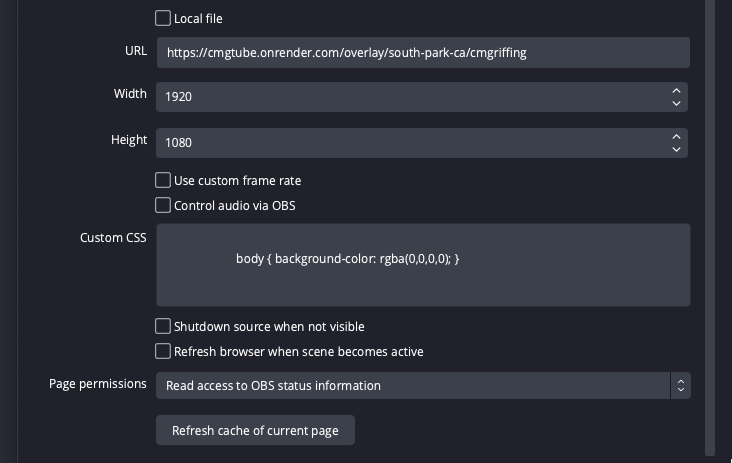 Local file
URL https://cmgtube.onrender.com/overlay/south-park-ca/cmgriffing
Width 1920
Height 1080
Use custom frame rate
Control audio via OBS
Custom CSS
body { background-color: rgba(0,0,0,0); }
Shutdown source when not visible
Refresh browser when scene becomes active
Page permissions Read access to OBS status information
Refresh cache of current page